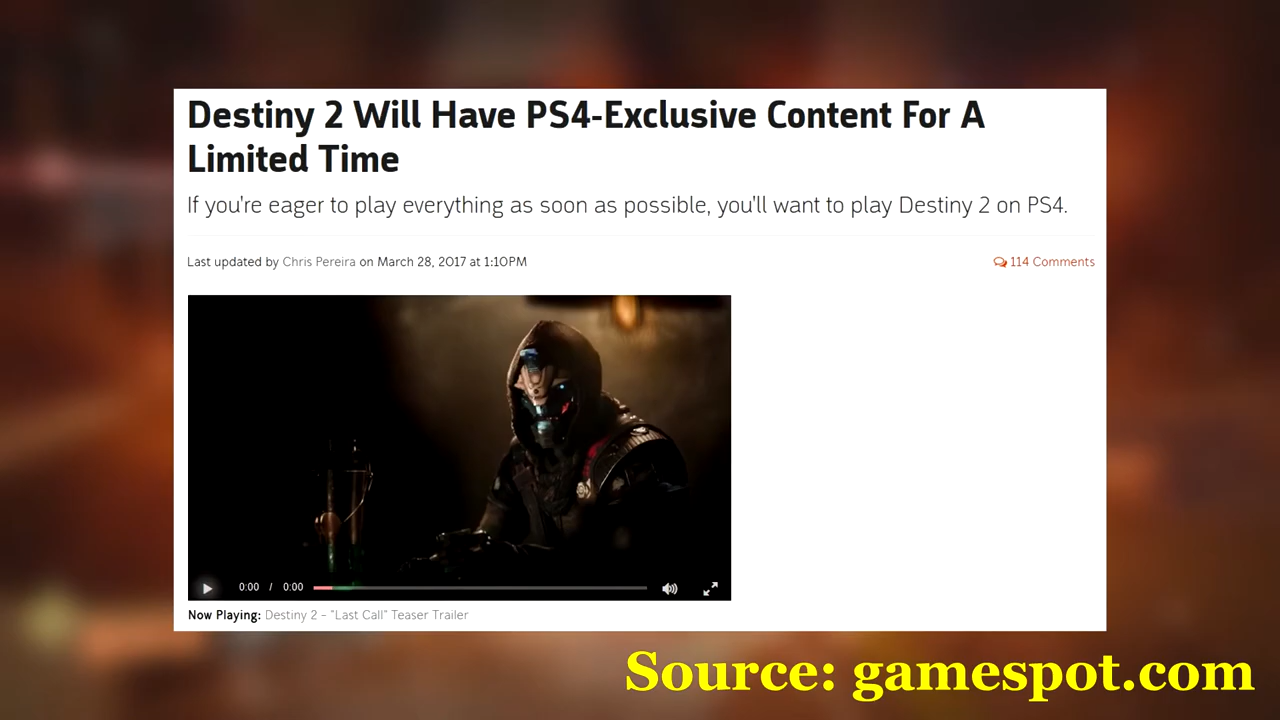 Destiny 2 Will Have PS4-Exclusive Content For A
Limited Time
If you're eager to play everything as soon as possible, you'll want to play Destiny 2 on PS4.
Last updated by Chris Pereira on March 28, 2017 at 1:10PM
114 Comments
0:00 / 0:00
Now Playing: Destiny 2 - "Last Call" Teaser Trailer
Source: gamespot.com